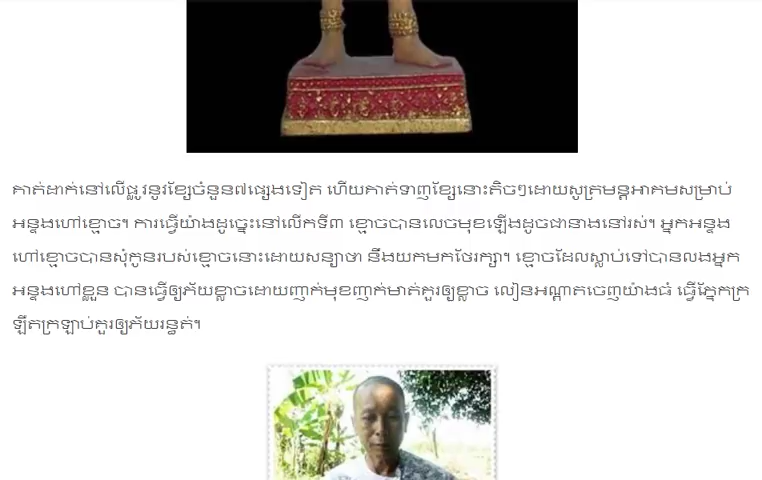 កាត់ដាក់នៅលើផ្លូវនូវខ្សែចំនួន៧ផ្សេងទៀត ហើយកាត់ទាញខ្សែនោះតិចៗដោយសូត្រមន្តអាគមសម្រាប់
អន្ទងហៅខ្មោច។ ការធ្វើយ៉ាងដូច្នេះនៅលើកទី៣ ខ្មោចបានលេចមុខឡើងដូចជានាងនៅរស់។ អ្នកអន្ទង
ហៅខ្មោចបានសុំកូនរបស់ខ្មោចនោះដោយសន្យាថា នឹងយកមកថែរក្សា។ ខ្មោចដែលស្លាប់ទៅបានលងអ្នក
អន្ទងហៅខ្លួន បានធ្វើឲ្យភ័យខ្លាចដោយញាក់មុខញាក់មាត់គួរឲ្យខ្លាច លៀនអណ្តាតចេញយ៉ាងធំ ធ្វើភ្នែកក្រ
ឡឹតក្រឡាប់គួរឲ្យភ័យរន្ធត់។